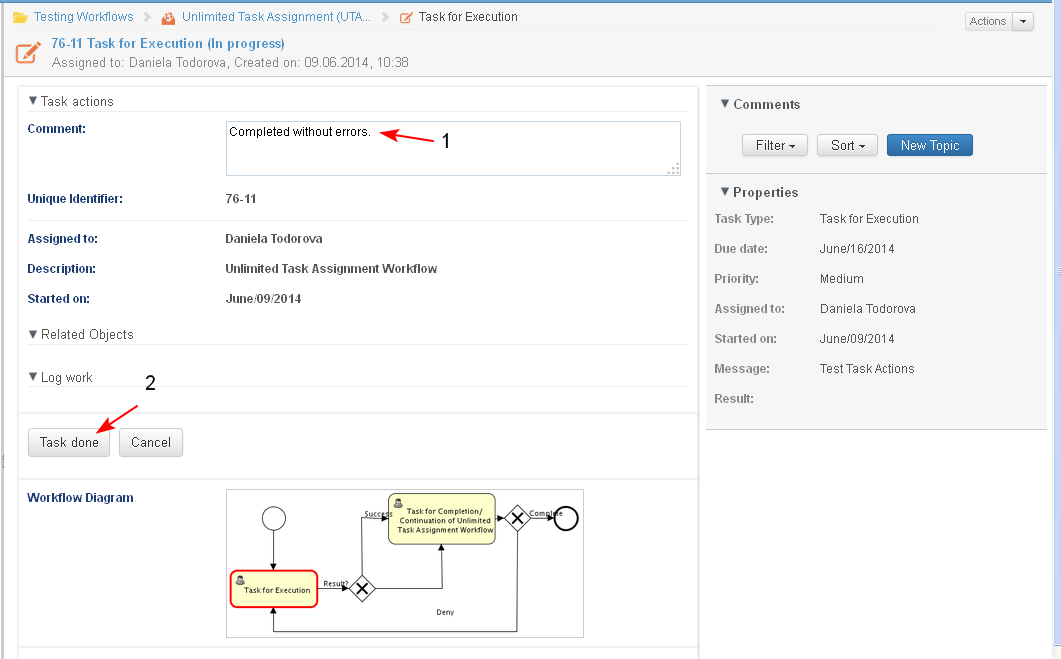 Testing Workflows
Unlimited Task Assignment (UTA...
Task for Execution
Actions
76-11 Task for Execution (In progress)
Assigned to: Daniela Todorova, Created on: 09.06.2014, 10:38
Task actions
Comment:
Completed without errors.
1
Unique Identifier:
76-11
Assigned to:
Daniela Todorova
Description:
Unlimited Task Assignment Workflow
Started on:
June/09/2014
Related Objects
Log work
2
Task done
Cancel
Workflow Diagram
Success
Task for Completion/
Continuation of Unlimited
Task Assignment Workflow
Complete
Task for Execution
Result?
Deny
Comments
Filter
Sort
New Topic
Properties
Task Type:
Task for Execution
Due date:
June/16/2014
Priority:
Medium
Assigned to:
Daniela Todorova
Started on:
June/09/2014
Message:
Test Task Actions
Result: